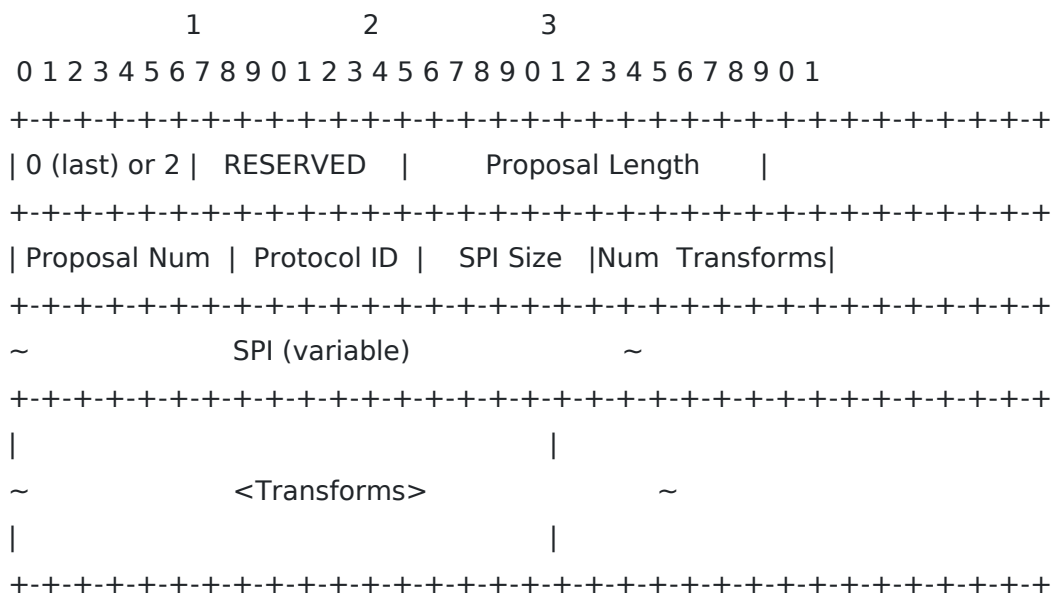 1 2 3
0 1 2 3 4 5 6 7 8 9 0 1 2 3 4 5 6 7 8 9 0 1 2 3 4 5 6 7 8 9 0 1
+-+-+-+-+-+-+-+-+-+-+-+-+-+-+-+-+-+-+-+-+-+-+-+-+-+-+-+-+-+-+-+-+
| 0 (last) or 2 | RESERVED | Proposal Length |
+-+-+-+-+-+-+-+-+-+-+-+-+-+-+-+-+-+-+-+-+-+-+-+-+-+-+-+-+-+-+-+-+
| Proposal Num | Protocol ID | SPI Size |Num Transforms|
+-+-+-+-+-+-+-+-+-+-+-+-+-+-+-+-+-+-+-+-+-+-+-+-+-+-+-+-+-+-+-+-+
~ SPI (variable) ~
+-+-+-+-+-+-+-+-+-+-+-+-+-+-+-+-+-+-+-+-+-+-+-+-+-+-+-+-+-+-+-+-+
| |
~ <Transforms> ~
| |
+-+-+-+-+-+-+-+-+-+-+-+-+-+-+-+-+-+-+-+-+-+-+-+-+-+-+-+-+-+-+-+-+